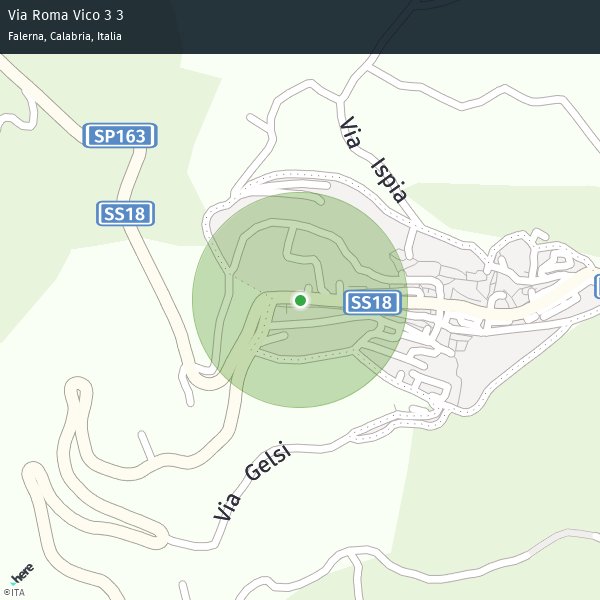 Via Roma Vico 3 3
Falerna, Calabria, Italia
SP163
Via Ispia
SS18
SS18
Via Gelsi
here
©ITA